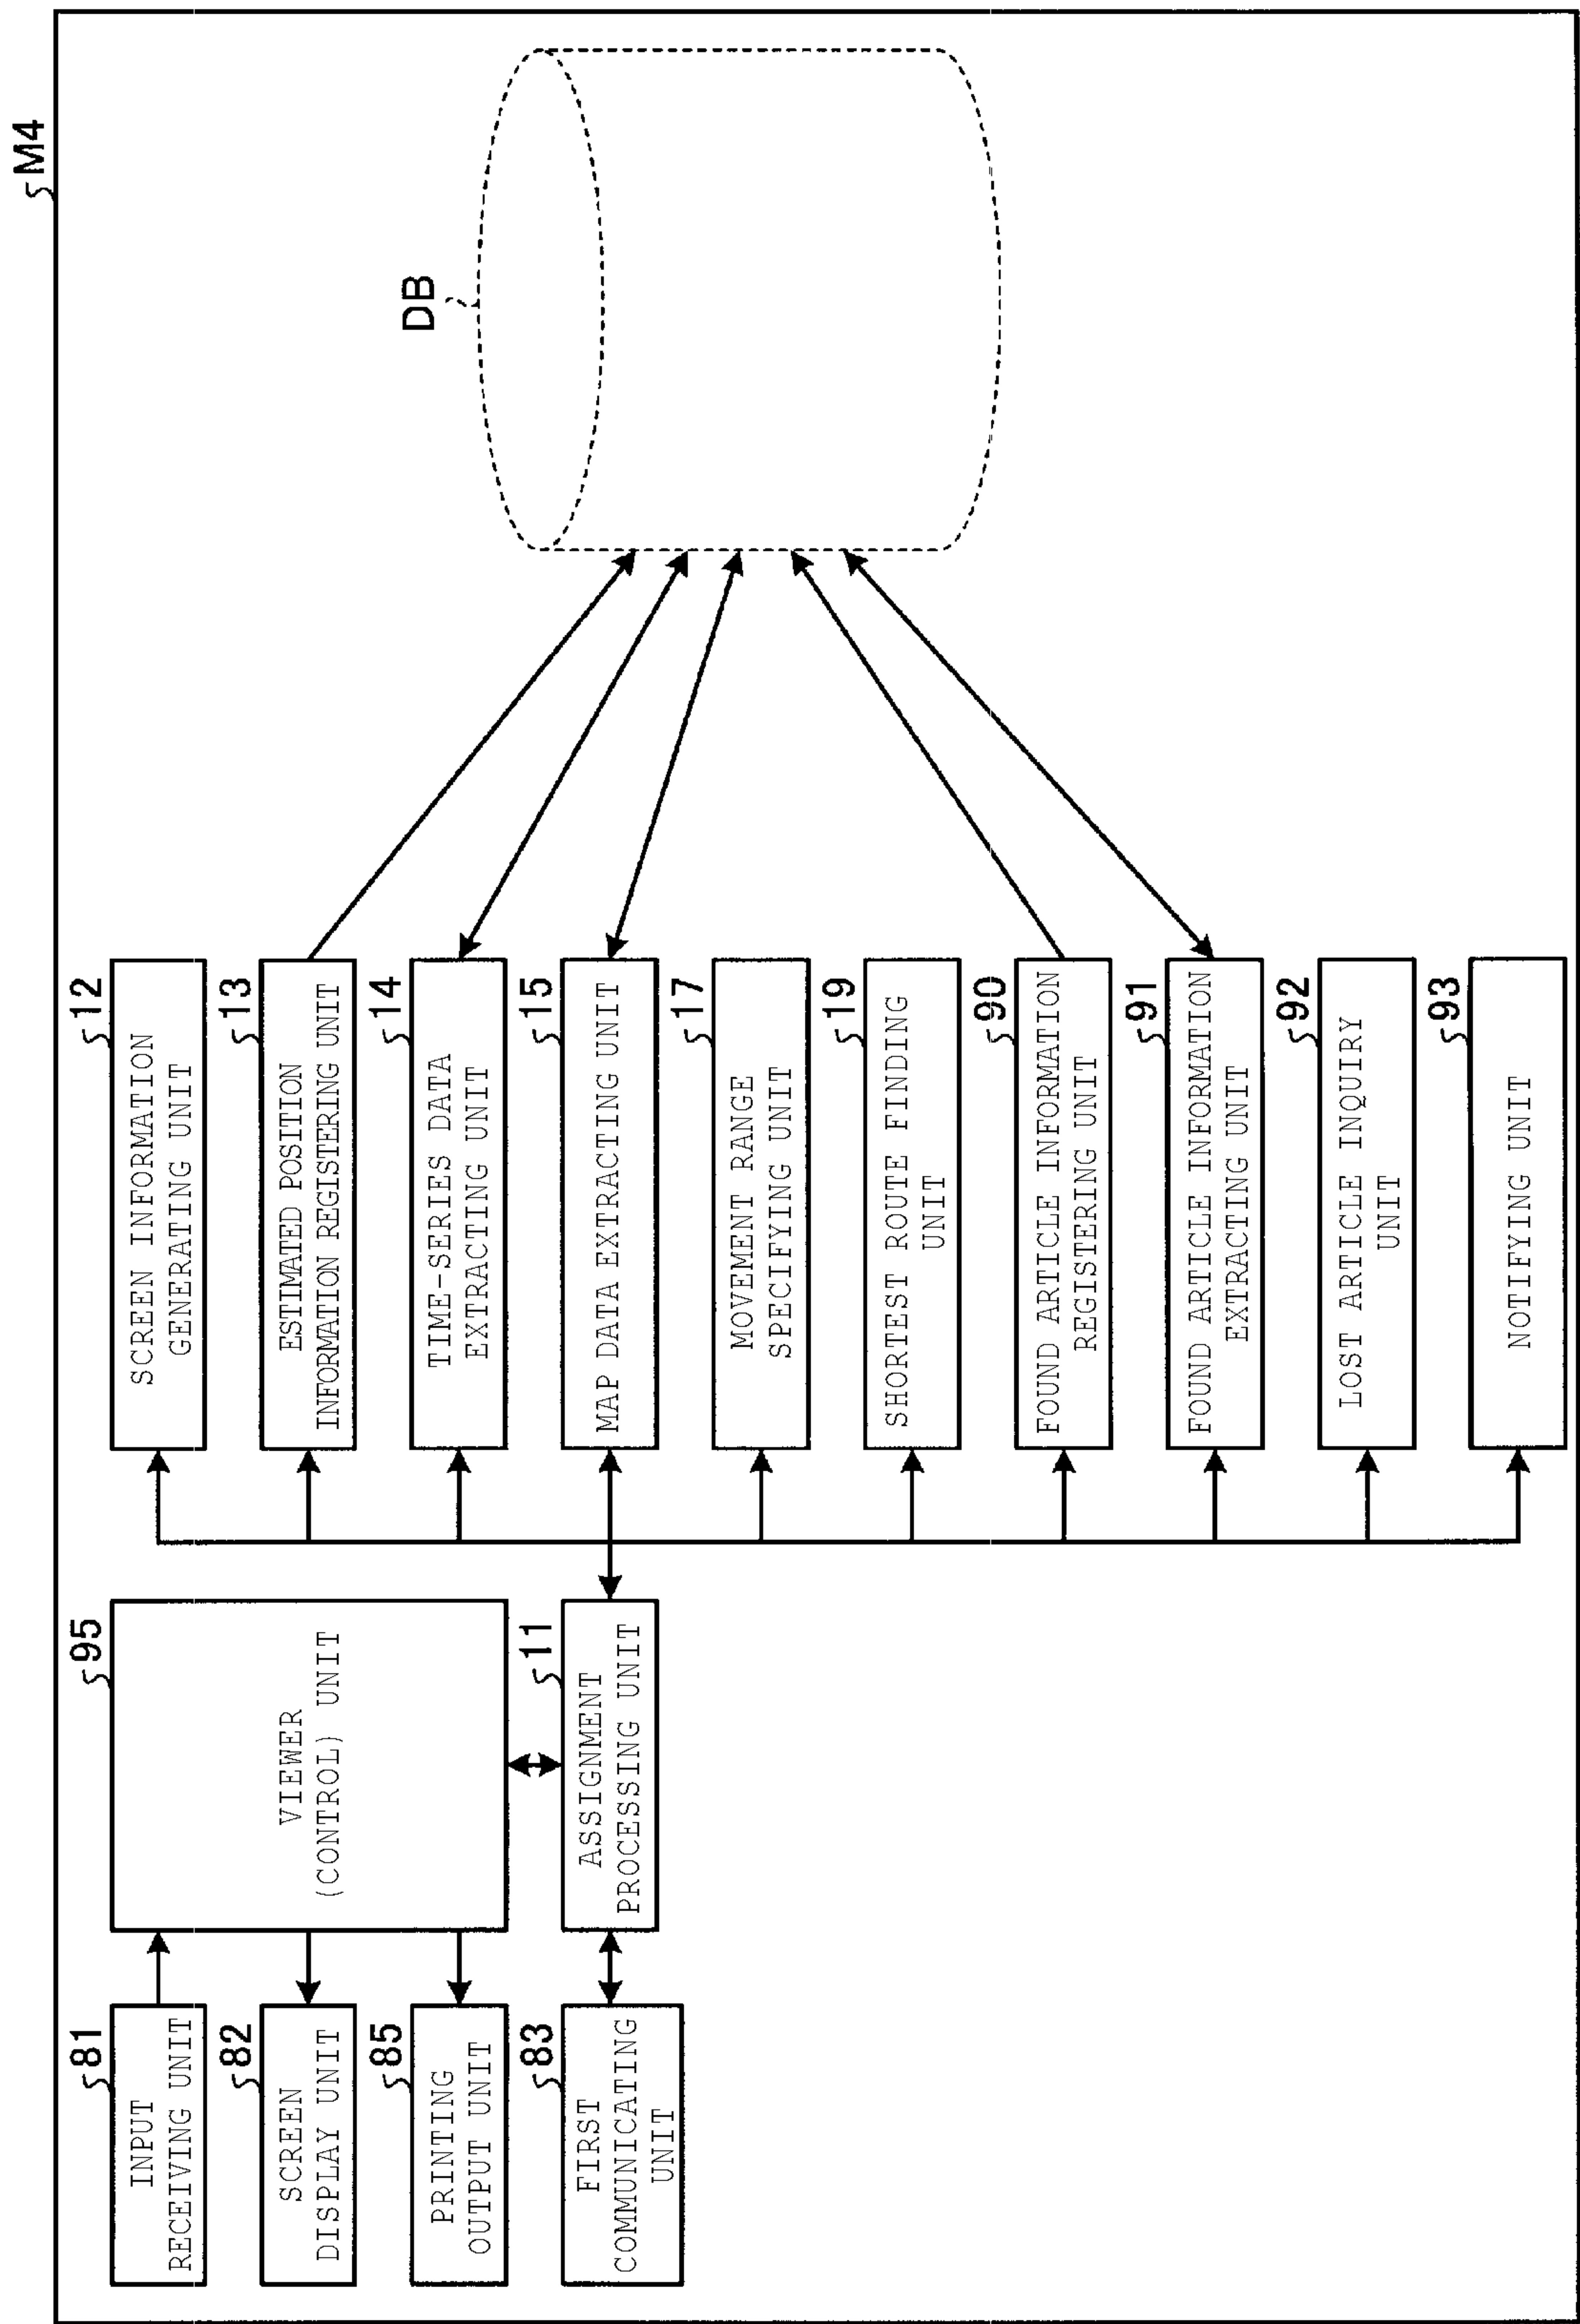 M4
81
INPUT
RECEIVING UNIT
82
SCREEN
DISPLAY UNIT
85
PRINTING
OUTPUT UNIT
83
FIRST
COMMUNICATING
UNIT
95
VIEWER
(CONTROL) UNIT
11
ASSIGNMENT
PROCESSING UNIT
12
SCREEN INFORMATION
GENERATING UNIT
13
ESTIMATED POSITION
INFORMATION REGISTERING UNIT
14
TIME-SERIES DATA
EXTRACTING UNIT
15
MAP DATA EXTRACTING UNIT
17
MOVEMENT RANGE
SPECIFYING UNIT
19
SHORTEST ROUTE FINDING
UNIT
90
FOUND ARTICLE INFORMATION
REGISTERING UNIT
91
FOUND ARTICLE INFORMATION
EXTRACTING UNIT
92
LOST ARTICLE INQUIRY
UNIT
93
NOTIFYING UNIT
DB